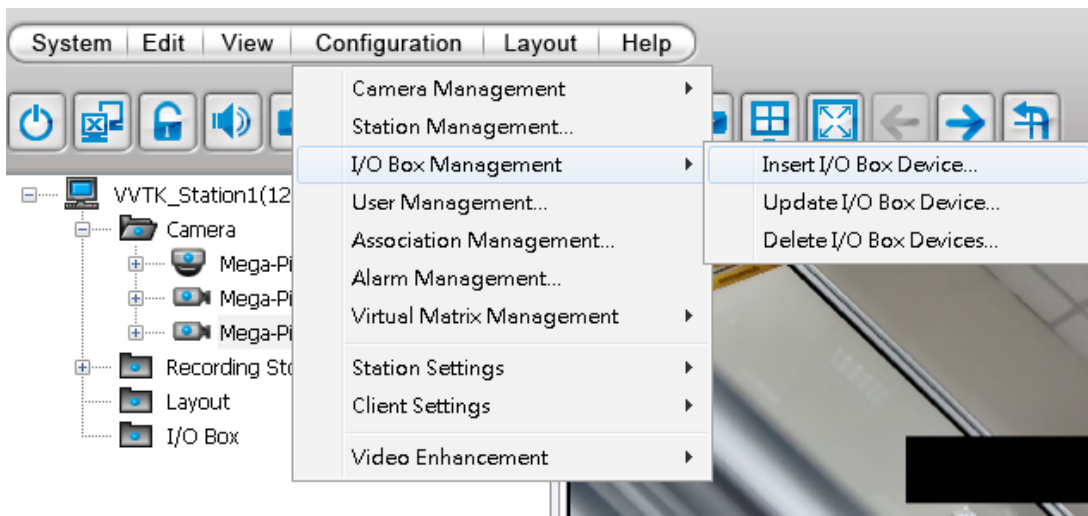 System Edit View Configuration Layout Help
Camera Management
Station Management...
I/O Box Management
Insert I/O Box Device...
User Management...
Update I/O Box Device...
Association Management...
Delete I/O Box Devices...
Alarm Management...
Virtual Matrix Management
Station Settings
Client Settings
Video Enhancement
VVTK_Station1(12
Camera
Mega-Pi
Mega-Pi
Mega-Pi
Recording Sto
Layout
I/O Box